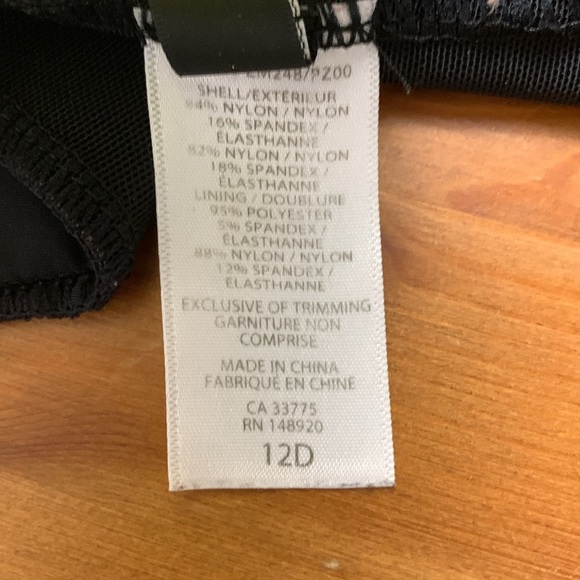 SHELL/EXTÉRIEUR
84% NYLON / NYLON
16% SPANDEX /
ÉLASTHANNE
82% NYLON / NYLON
18% SPANDEX /
ÉLASTHANNE
LINING / DOUBLURE
95% POLYESTER
5% SPANDEX /
ÉLASTHANNE
88% NYLON / NYLON
12% SPANDEX /
ÉLASTHANNE
EXCLUSIVE OF TRIMMING
GARNITURE NON
COMPRISE
MADE IN CHINA
FABRIQUÉ EN CHINE
CA 33775
RN 148920
12D